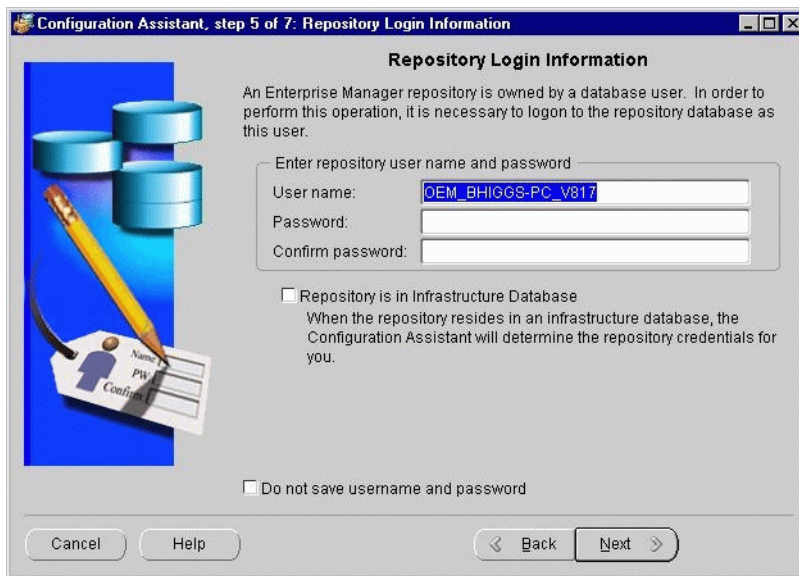 Configuration Assistant, step 5 of 7: Repository Login Information
Repository Login Information
An Enterprise Manager repository is owned by a database user. In order to
perform this operation, it is necessary to logon to the repository database as
this user.
Enter repository user name and password
User name:
OEM_BHIGGS-PC_V817
Password:
Confirm password:
Repository is in Infrastructure Database
When the repository resides in an infrastructure database, the
Configuration Assistant will determine the repository credentials for
you.
Name
PW
Confirm
Do not save username and password
Cancel
Help
Back
Next